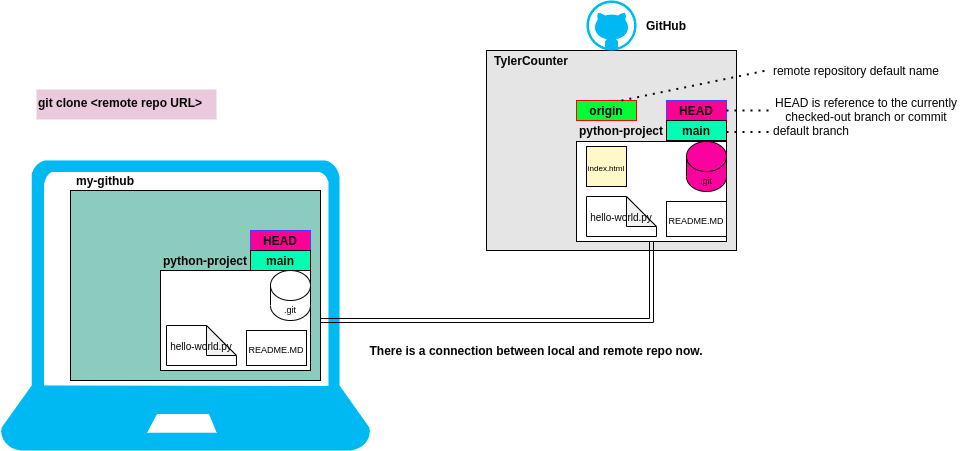 GitHub
TylerCounter
remote repository default name
git clone <remote repo URL>
origin
HEAD
HEAD is reference to the currently
checked-out branch or commit
python-project
main
default branch
index.html
.git
hello-world.py
README.MD
my-github
HEAD
python-project
main
.git
hello-world.py
README.MD
There is a connection between local and remote repo now.